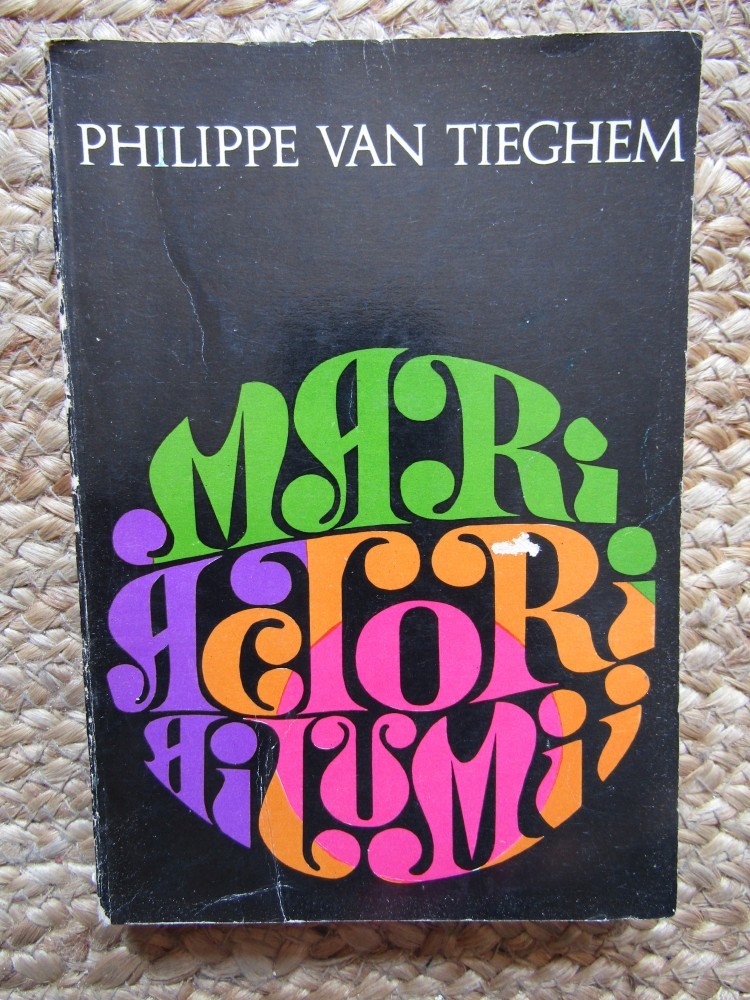 PHILIPPE VAN TIEGHEM
MARi
ACTORi
Ai LUMii